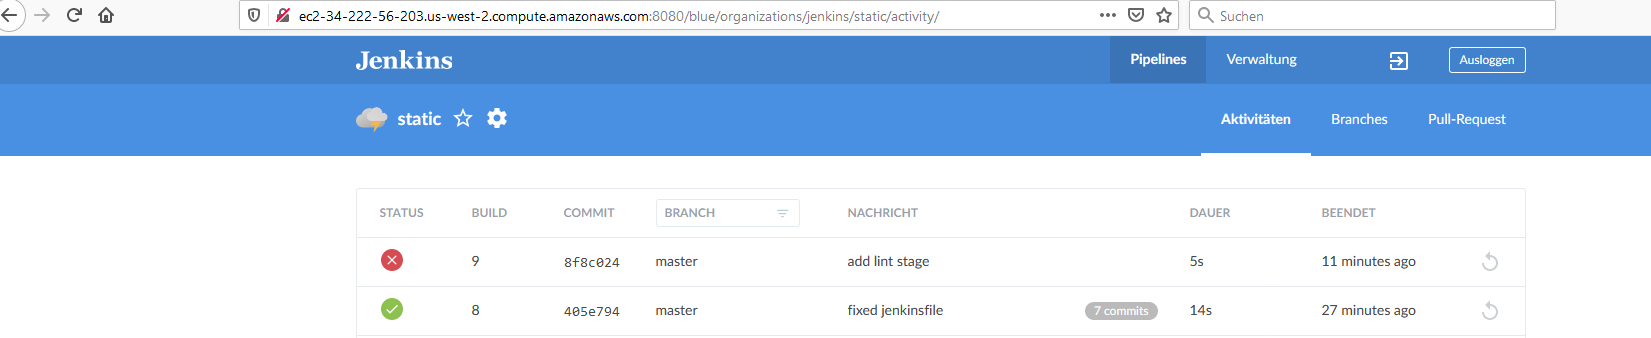 ec2-34-222-56-203.us-west-2.compute.amazonaws.com:8080/blue/organizations/jenkins/static/activity/ ••• Suchen
Jenkins Pipelines Verwaltung Ausloggen
static Aktivitäten Branches Pull-Request
STATUS BUILD COMMIT BRANCH NACHRICHT DAUER BEENDET
9 8f8c024 master add lint stage 5s 11 minutes ago
8 405e794 master fixed jenkinsfile 7 commits 14s 27 minutes ago